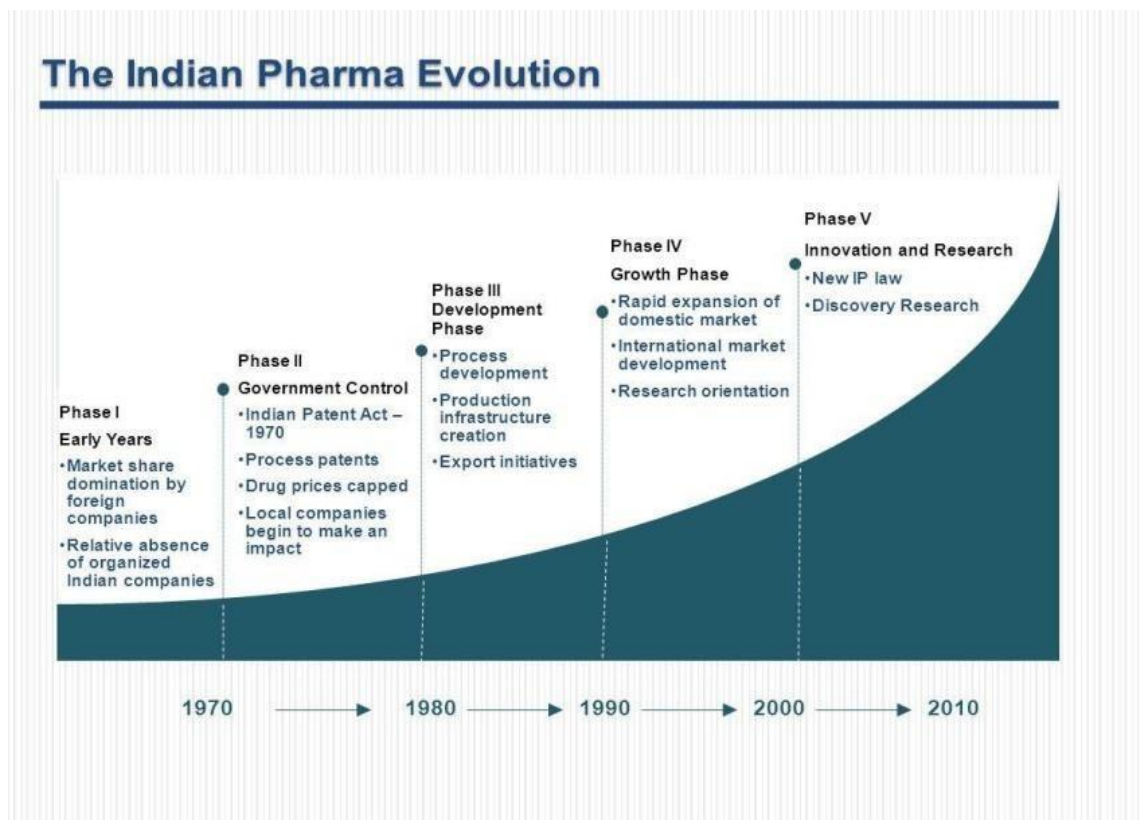 The Indian Pharma Evolution
Phase I
Early Years
•Market share
domination by
foreign
companies
•Relative absence
of organized
Indian companies
Phase II
Government Control
•Indian Patent Act –
1970
•Process patents
•Drug prices capped
•Local companies
begin to make an
impact
Phase III
Development
Phase
•Process
development
•Production
infrastructure
creation
•Export initiatives
Phase IV
Growth Phase
•Rapid expansion of
domestic market
•International market
development
•Research orientation
Phase V
Innovation and Research
•New IP law
•Discovery Research
1970 1980 1990 2000 2010